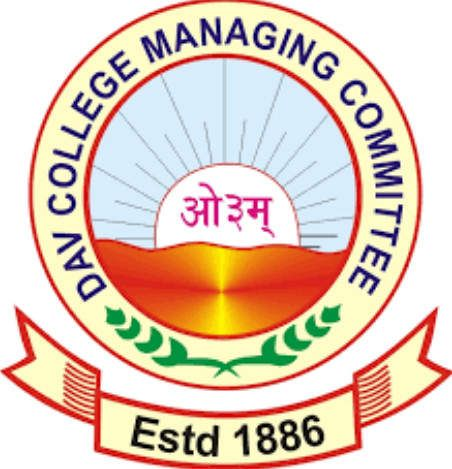 DAV COLLEGE MANAGING COMMITTEE
ओ३म्
Estd 1886